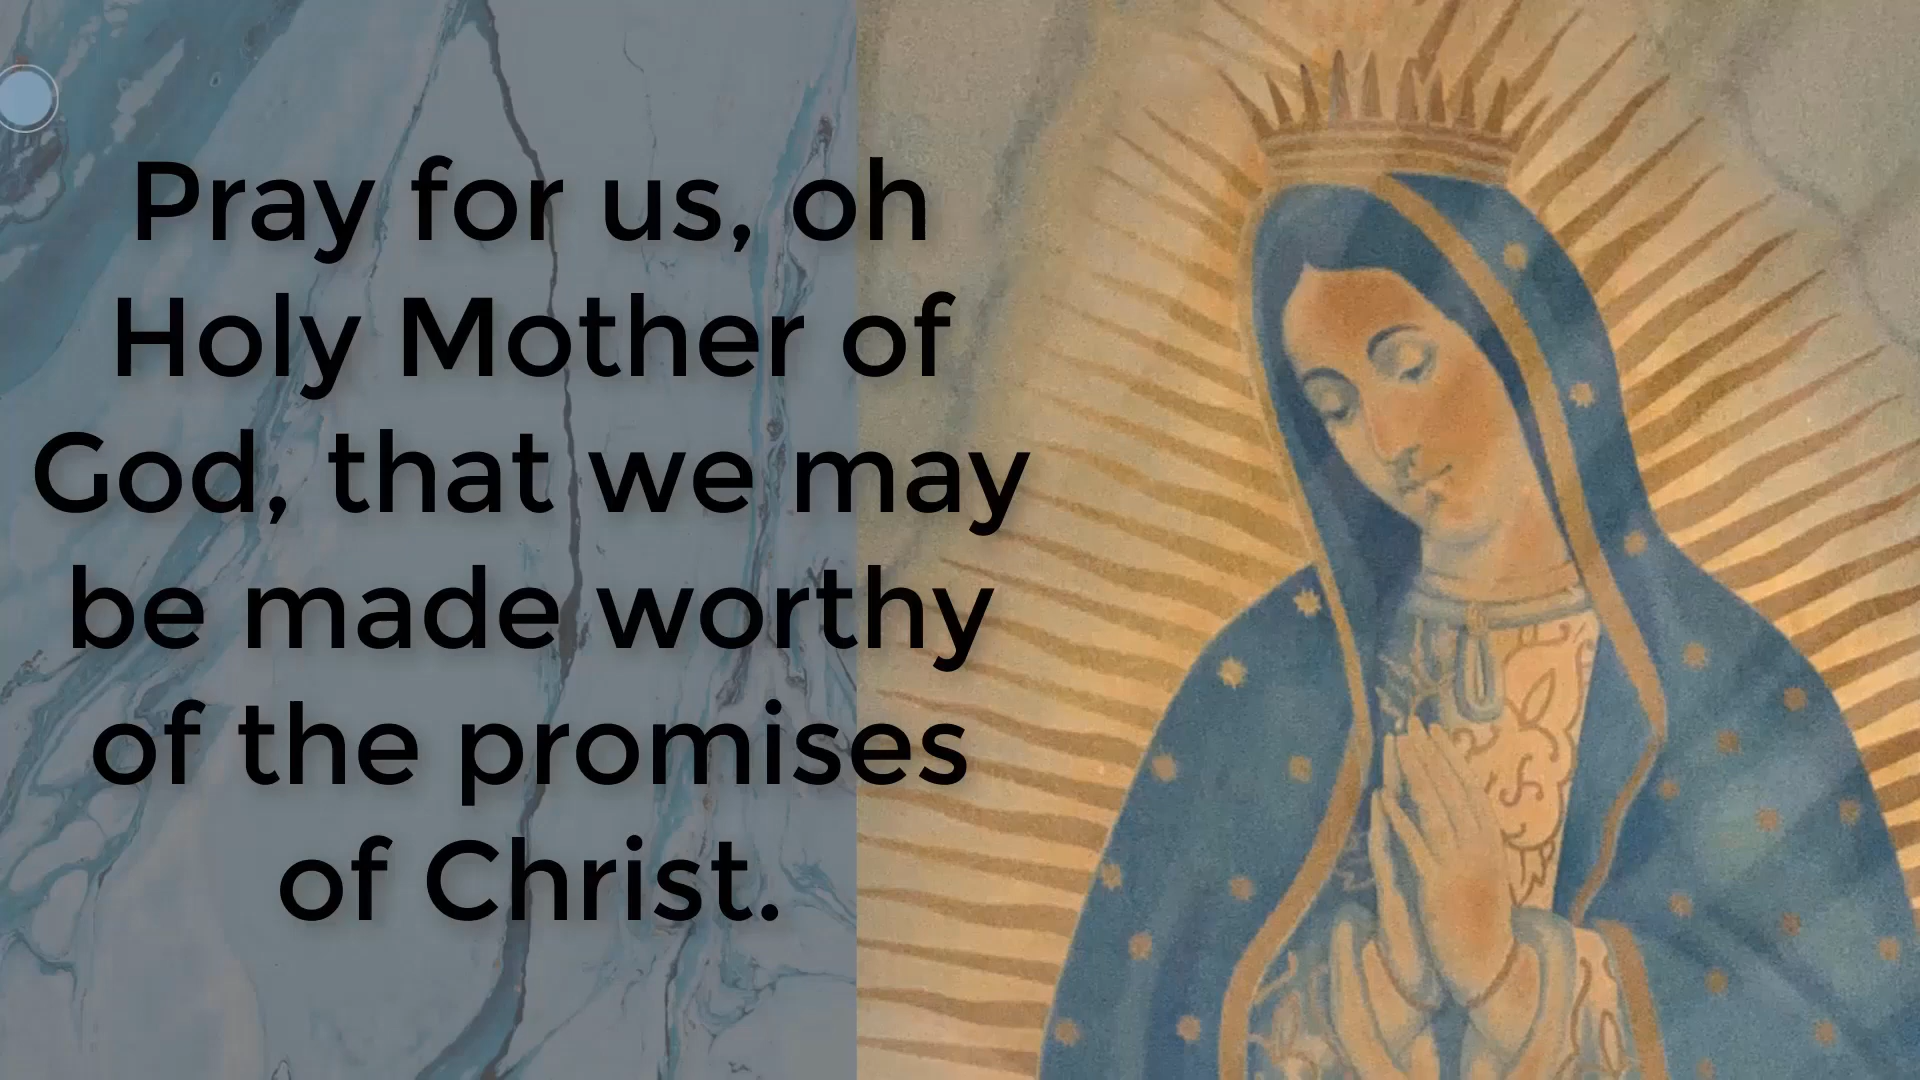 Pray for us, oh
Holy Mother of
God, that we may
be made worthy
of the promises
of Christ.